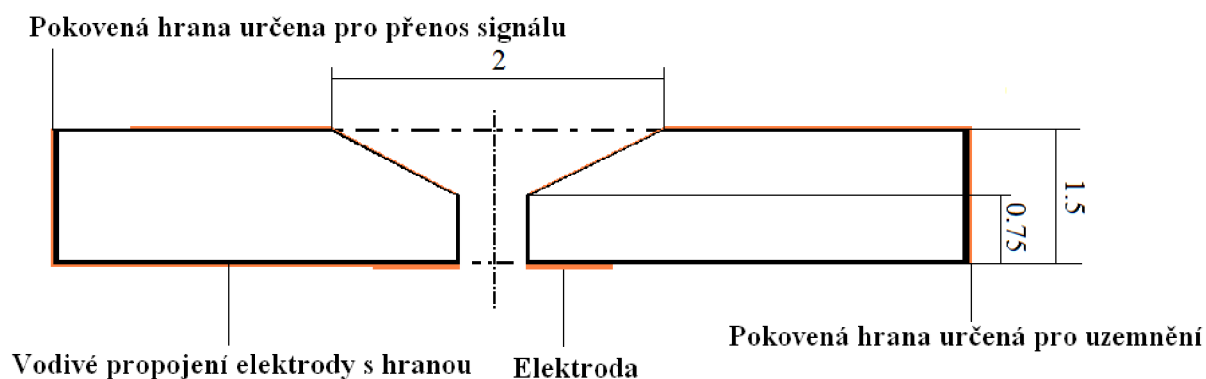 Pokovená hrana určena pro přenos signálu
2
1.5
0.75
Pokovená hrana určená pro uzemnění
Vodivé propojení elektrody s hranou
Elektroda